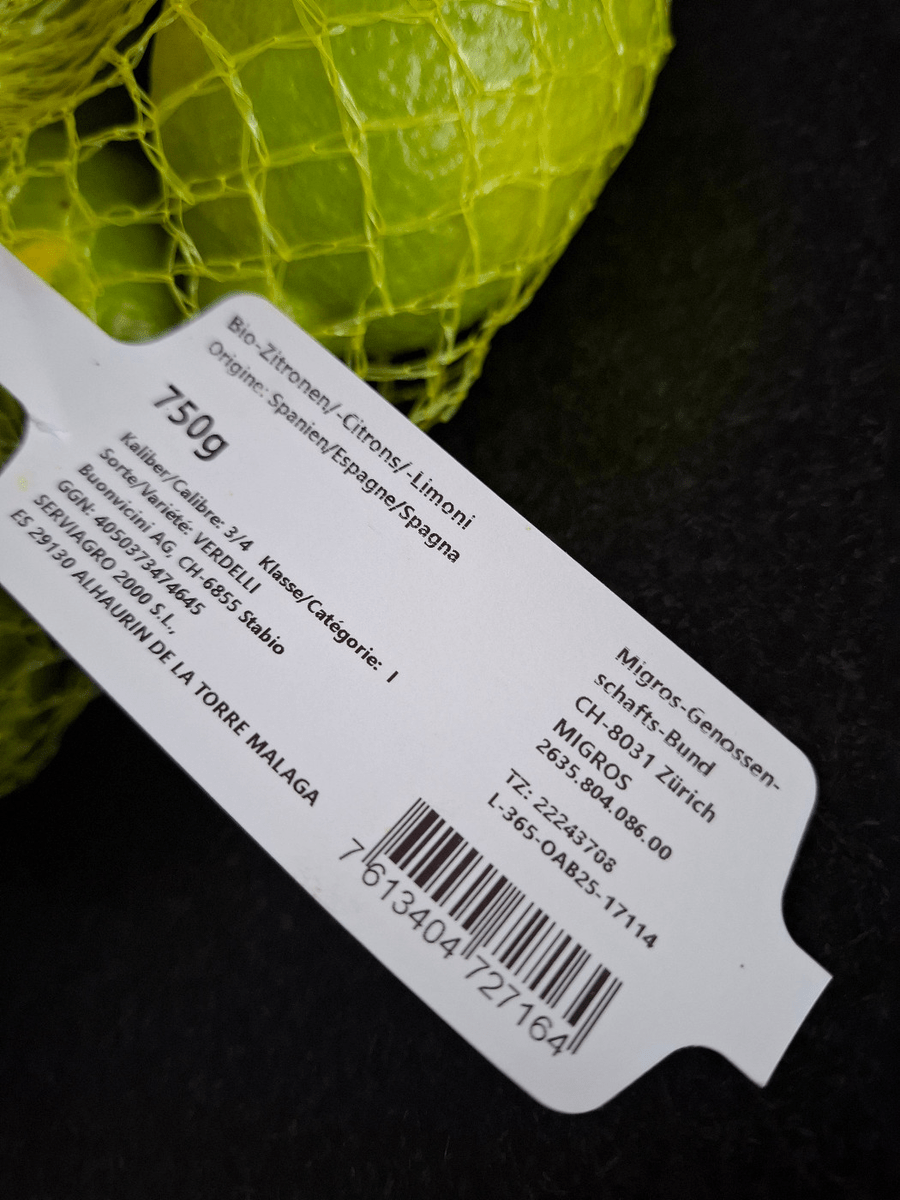 Bio-Zitronen/-Citrons/-Limoni
Origine: Spanien/Espagne/Spagna
750g
Kaliber/Calibre: 3/4 Klasse/Catégorie: I
Sorte/Variété: VERDELLI
Buonvicini AG, CH-6855 Stabio
GGN: 4050373474645
SERVIAGRO 2000 S.L,
ES 29130 ALHAURIN DE LA TORRE MALAGA
Migros-Genossen-
schafts-Bund
CH-8031 Zürich
MIGROS
2635.804.086.00
TZ: 22243708
L-365-OAB25-17114
7 613404 727164